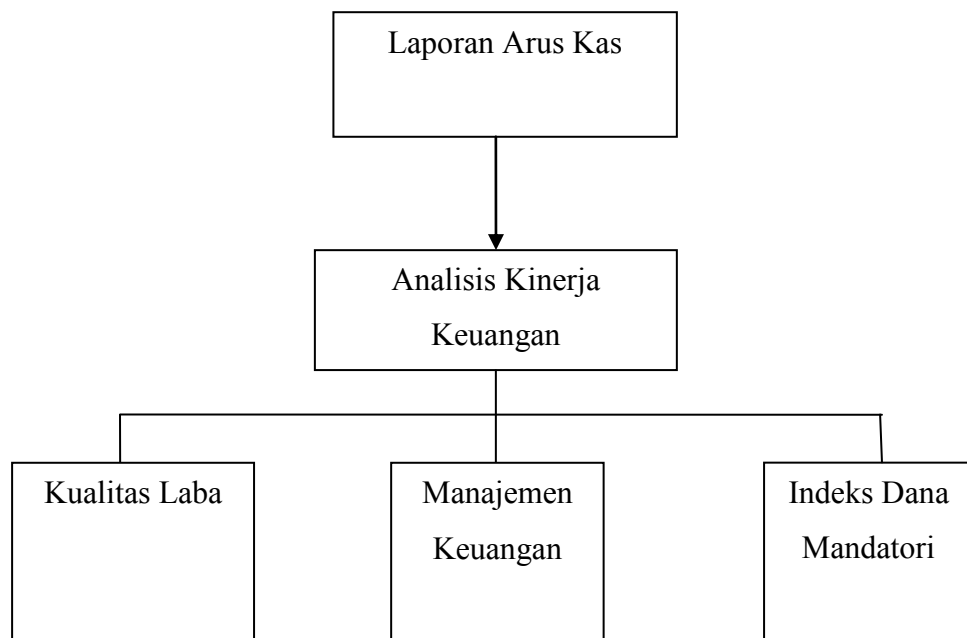 Laporan Arus Kas
Analisis Kinerja
Keuangan
Kualitas Laba
Manajemen
Keuangan
Indeks Dana
Mandatori